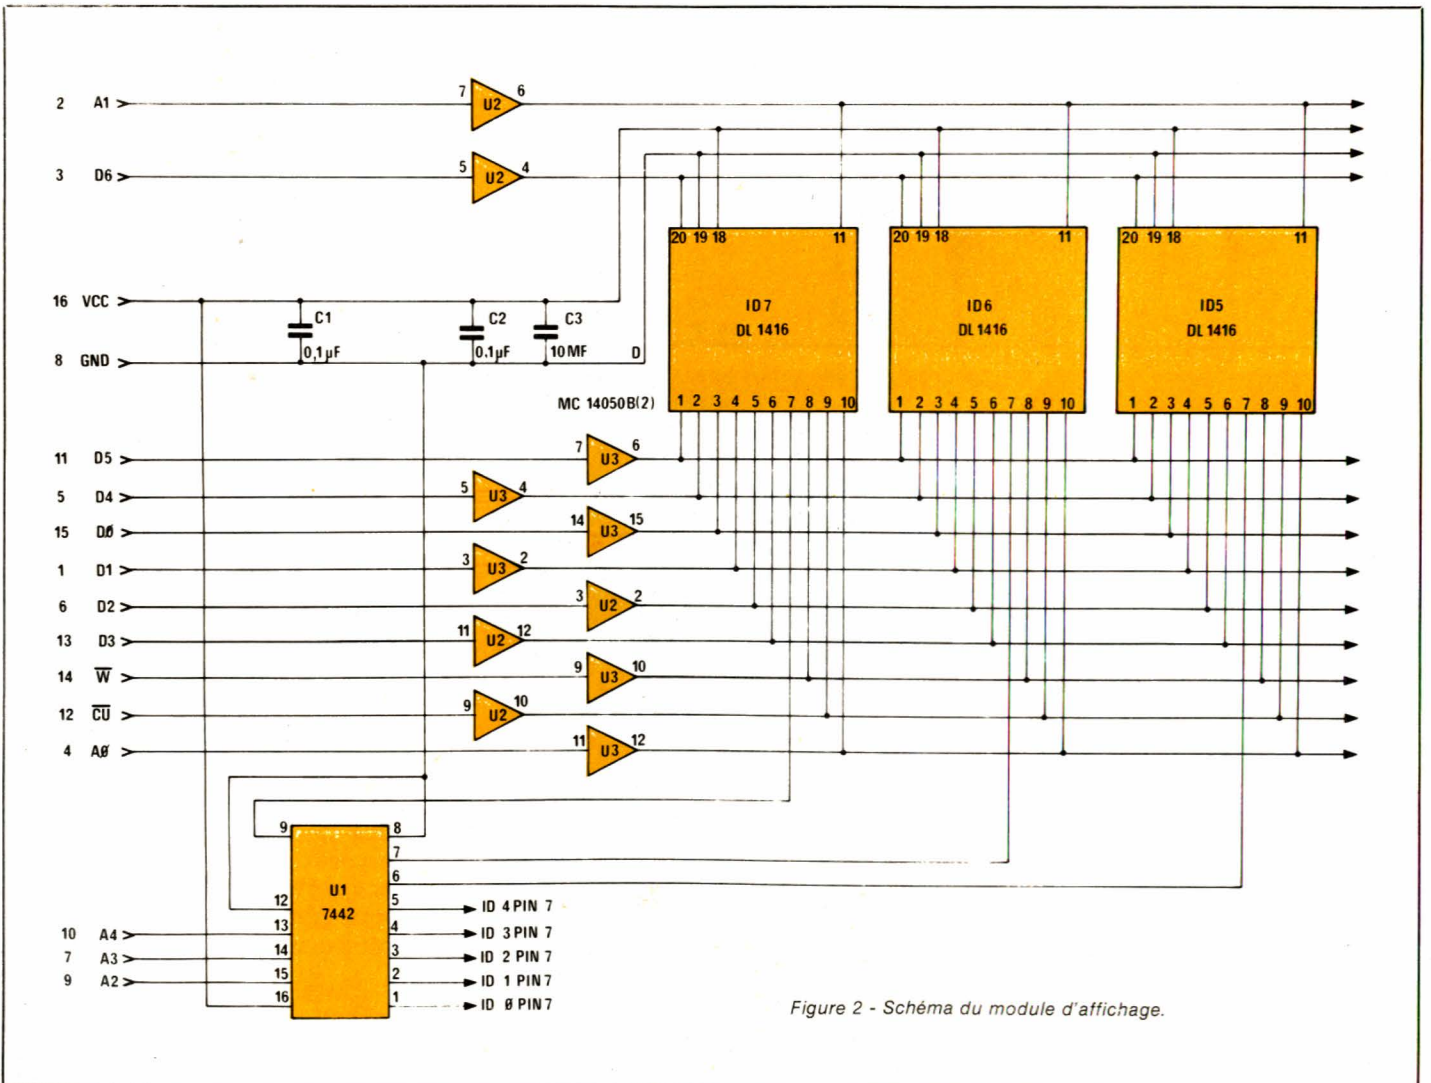 2 A1 7 U2 6
3 D6 5 U2 4
20 19 18 11
20 19 18 11
20 19 18 11
ID7
DL 1416
ID6
DL 1416
ID5
DL 1416
16 VCC
C1
0,1µF
C2
0.1µF
C3
10MF
D
8 GND
MC 14050B(2)
1 2 3 4 5 6 7 8 9 10
1 2 3 4 5 6 7 8 9 10
1 2 3 4 5 6 7 8 9 10
11 D5 7 U3 6
5 D4 5 U3 4
15 DØ 14 U3 15
1 D1 3 U3 2
6 D2 3 U2 2
13 D3 11 U2 12
14 W̅ 9 U3 10
12 C̅U̅ 9 U2 10
4 AØ 11 U3 12
9 8
7
6
U1
7442
12 5 ID 4 PIN 7
10 A4 13 4 ID 3 PIN 7
7 A3 14 3 ID 2 PIN 7
9 A2 15 2 ID 1 PIN 7
16 1 ID Ø PIN 7
Figure 2 - Schéma du module d'affichage.